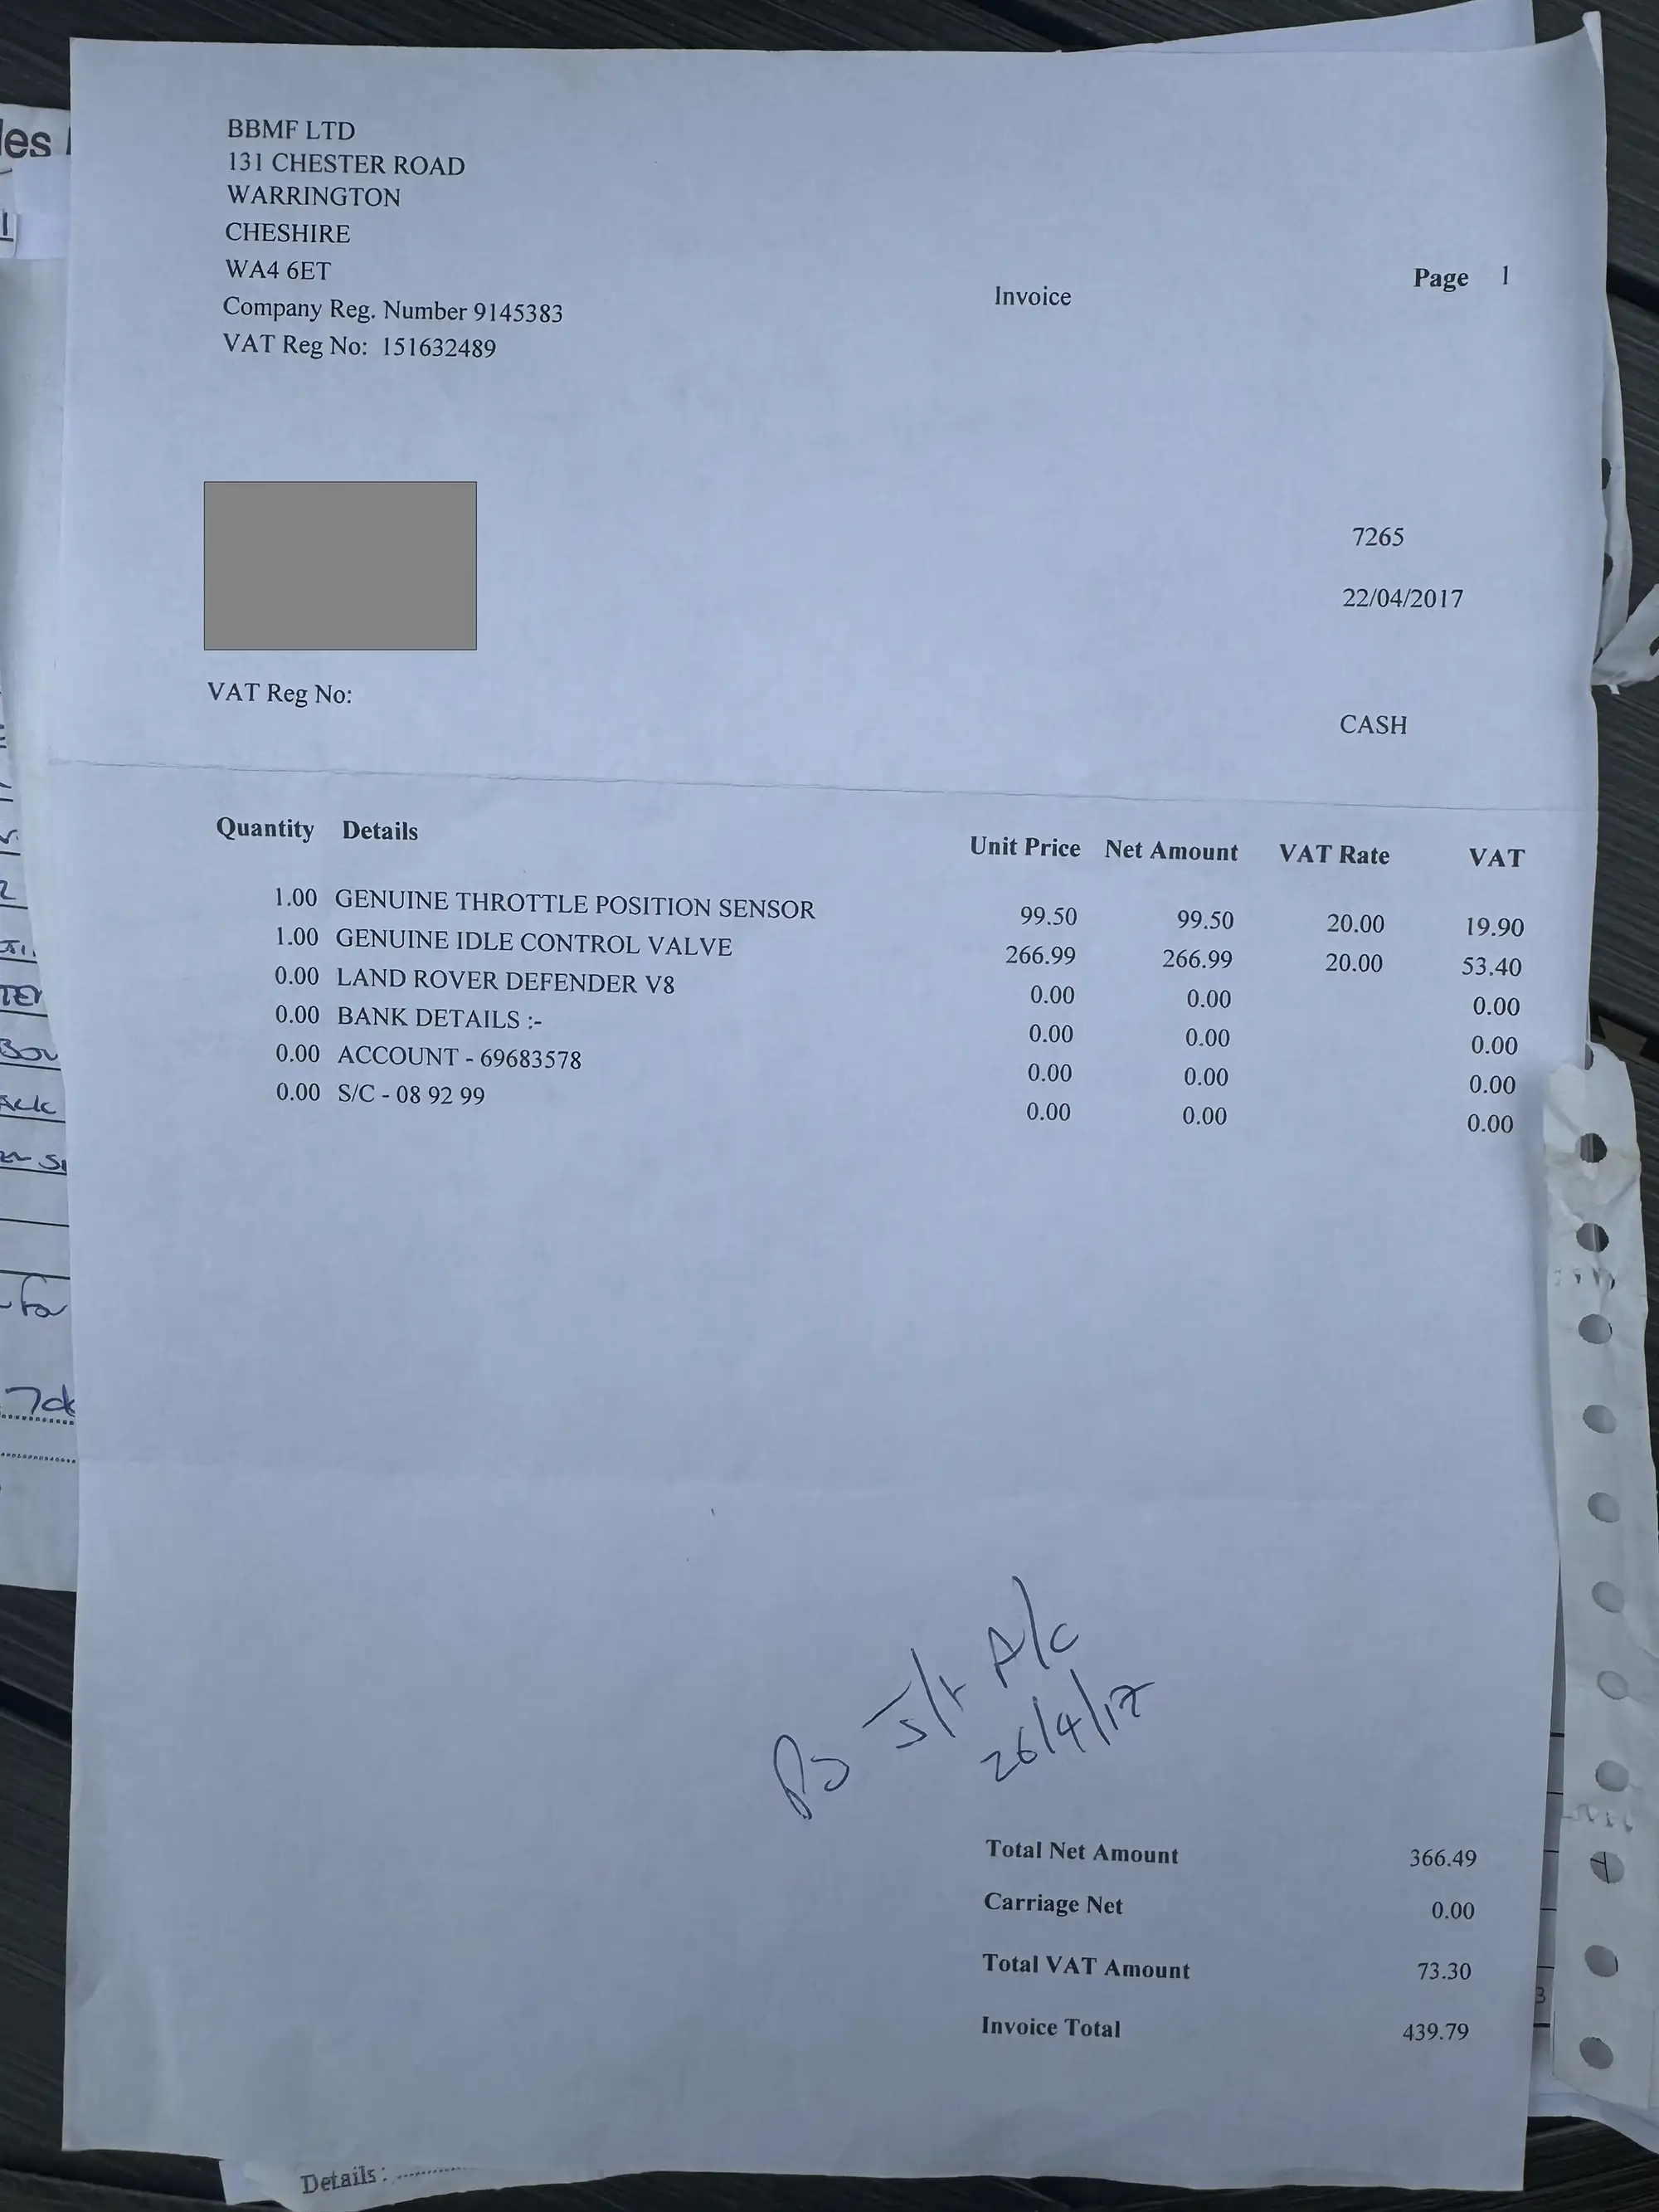 BBMF LTD
131 CHESTER ROAD
WARRINGTON
CHESHIRE
WA4 6ET
Company Reg. Number 9145383
VAT Reg No: 151632489
Invoice
Page 1
7265
22/04/2017
VAT Reg No:
CASH
Quantity Details Unit Price Net Amount VAT Rate VAT
1.00 GENUINE THROTTLE POSITION SENSOR 99.50 99.50 20.00 19.90
1.00 GENUINE IDLE CONTROL VALVE 266.99 266.99 20.00 53.40
0.00 LAND ROVER DEFENDER V8 0.00 0.00 0.00
0.00 BANK DETAILS :- 0.00 0.00 0.00
0.00 ACCOUNT - 69683578 0.00 0.00 0.00
0.00 S/C - 08 92 99 0.00 0.00 0.00
A/c
26/4/17
Total Net Amount 366.49
Carriage Net 0.00
Total VAT Amount 73.30
Invoice Total 439.79
Details: